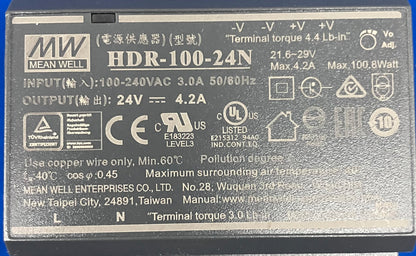 -V -V +V +V
"Terminal torque 4.4 Lb-in"
Vo
Adj.
MW
MEAN WELL
(電源供應器) (型號)
HDR-100-24N
21.6~29V
Max.4.2A Max.100.8Watt
INPUT(輸入):100-240VAC 3.0A 50/60Hz
OUTPUT(輸出): 24V 4.2A
E183223
LEVEL3
LISTED
E215312 94AC
IND.CONT.EQ
Use copper wire only, Min.60℃ Pollution degree
-40℃ cosφ:0.45 Maximum surrounding air temperature
MEAN WELL ENTERPRISES CO., LTD. No.28, Wuquan 3rd Road,
New Taipei City, 24891,Taiwan Manual:
L N "Terminal torque 3.0 Lb-in"